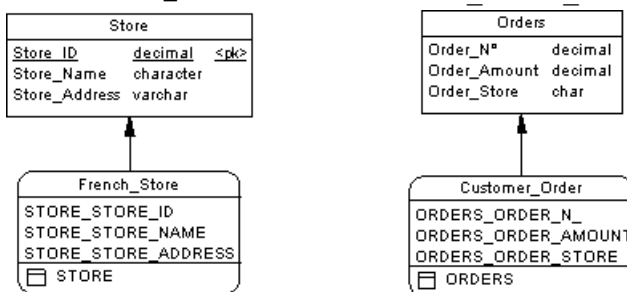 Store
Store_ID decimal <pk>
Store_Name character
Store_Address varchar
Orders
Order_N° decimal
Order_Amount decimal
Order_Store char
French_Store
STORE_STORE_ID
STORE_STORE_NAME
STORE_STORE_ADDRESS
STORE
Customer_Order
ORDERS_ORDER_N_
ORDERS_ORDER_AMOUNT
ORDERS_ORDER_STORE
ORDERS